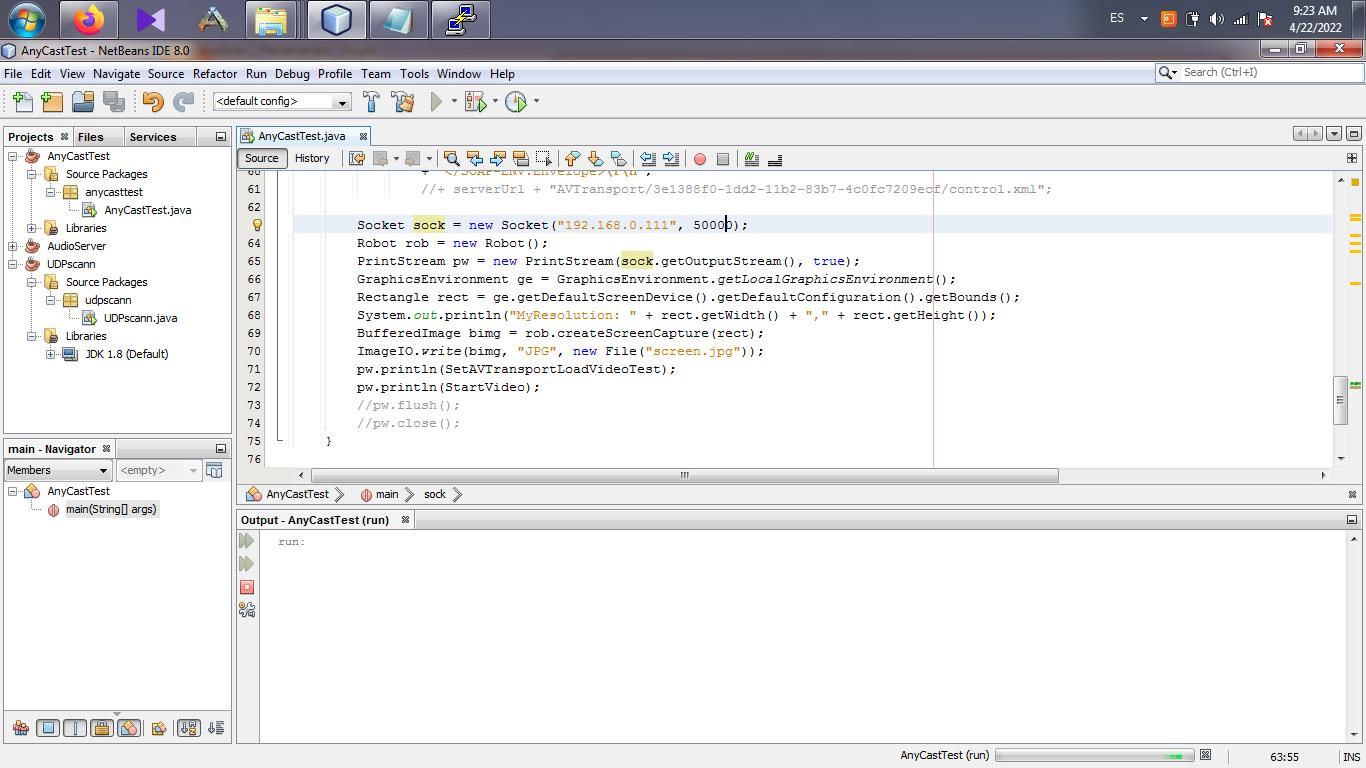 ES
9:23 AM
4/22/2022
AnyCastTest - NetBeans IDE 8.0
File Edit View Navigate Source Refactor Run Debug Profile Team Tools Window Help
Search (Ctrl+I)
<default config>
Projects Files Services
AnyCastTest
Source Packages
anycasttest
AnyCastTest.java
Libraries
AudioServer
UDPscann
Source Packages
udpscann
UDPscann.java
Libraries
JDK 1.8 (Default)
main - Navigator
Members <empty>
AnyCastTest
main(String[] args)
AnyCastTest.java
Source History
60 + "</SOAP-ENV:Envelope>\r\n";
61 //+ serverUrl + "AVTransport/3e1388f0-1dd2-11b2-83b7-4c0fc7209ecf/control.xml";
62
Socket sock = new Socket("192.168.0.111", 50000);
64 Robot rob = new Robot();
65 PrintStream pw = new PrintStream(sock.getOutputStream(), true);
66 GraphicsEnvironment ge = GraphicsEnvironment.getLocalGraphicsEnvironment();
67 Rectangle rect = ge.getDefaultScreenDevice().getDefaultConfiguration().getBounds();
68 System.out.println("MyResolution: " + rect.getWidth() + "," + rect.getHeight());
69 BufferedImage bimg = rob.createScreenCapture(rect);
70 ImageIO.write(bimg, "JPG", new File("screen.jpg"));
71 pw.println(SetAVTransportLoadVideoTest);
72 pw.println(StartVideo);
73 //pw.flush();
74 //pw.close();
75 }
76
AnyCastTest main sock
Output - AnyCastTest (run)
run:
AnyCastTest (run)
63:55
INS